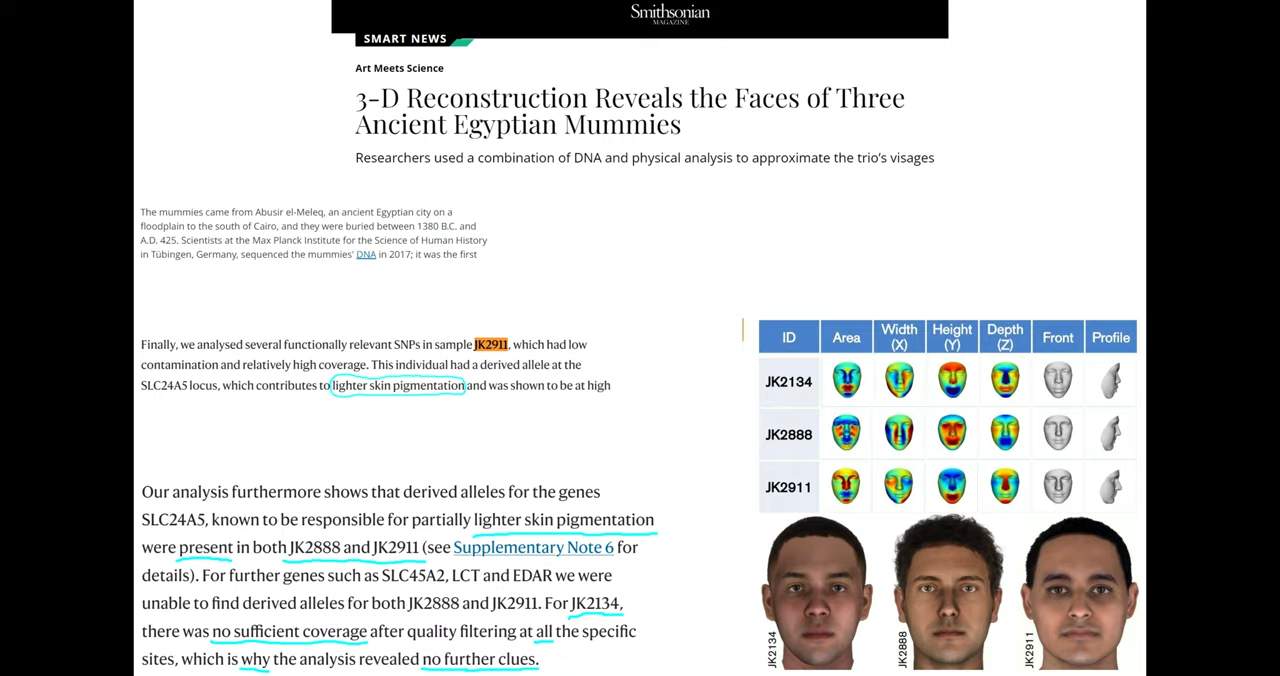 Smithsonian
MAGAZINE
SMART NEWS
Art Meets Science
3-D Reconstruction Reveals the Faces of Three
Ancient Egyptian Mummies
Researchers used a combination of DNA and physical analysis to approximate the trio's visages
The mummies came from Abusir el-Meleq, an ancient Egyptian city on a
floodplain to the south of Cairo, and they were buried between 1380 B.C. and
A.D. 425. Scientists at the Max Planck Institute for the Science of Human History
in Tübingen, Germany, sequenced the mummies' DNA in 2017; it was the first
Finally, we analysed several functionally relevant SNPs in sample JK2911, which had low
contamination and relatively high coverage. This individual had a derived allele at the
SLC24A5 locus, which contributes to lighter skin pigmentation and was shown to be at high
Our analysis furthermore shows that derived alleles for the genes
SLC24A5, known to be responsible for partially lighter skin pigmentation
were present in both JK2888 and JK2911 (see Supplementary Note 6 for
details). For further genes such as SLC45A2, LCT and EDAR we were
unable to find derived alleles for both JK2888 and JK2911. For JK2134,
there was no sufficient coverage after quality filtering at all the specific
sites, which is why the analysis revealed no further clues.
ID Area Width (X) Height (Y) Depth (Z) Front Profile
JK2134
JK2888
JK2911
JK2134
JK2888
JK2911